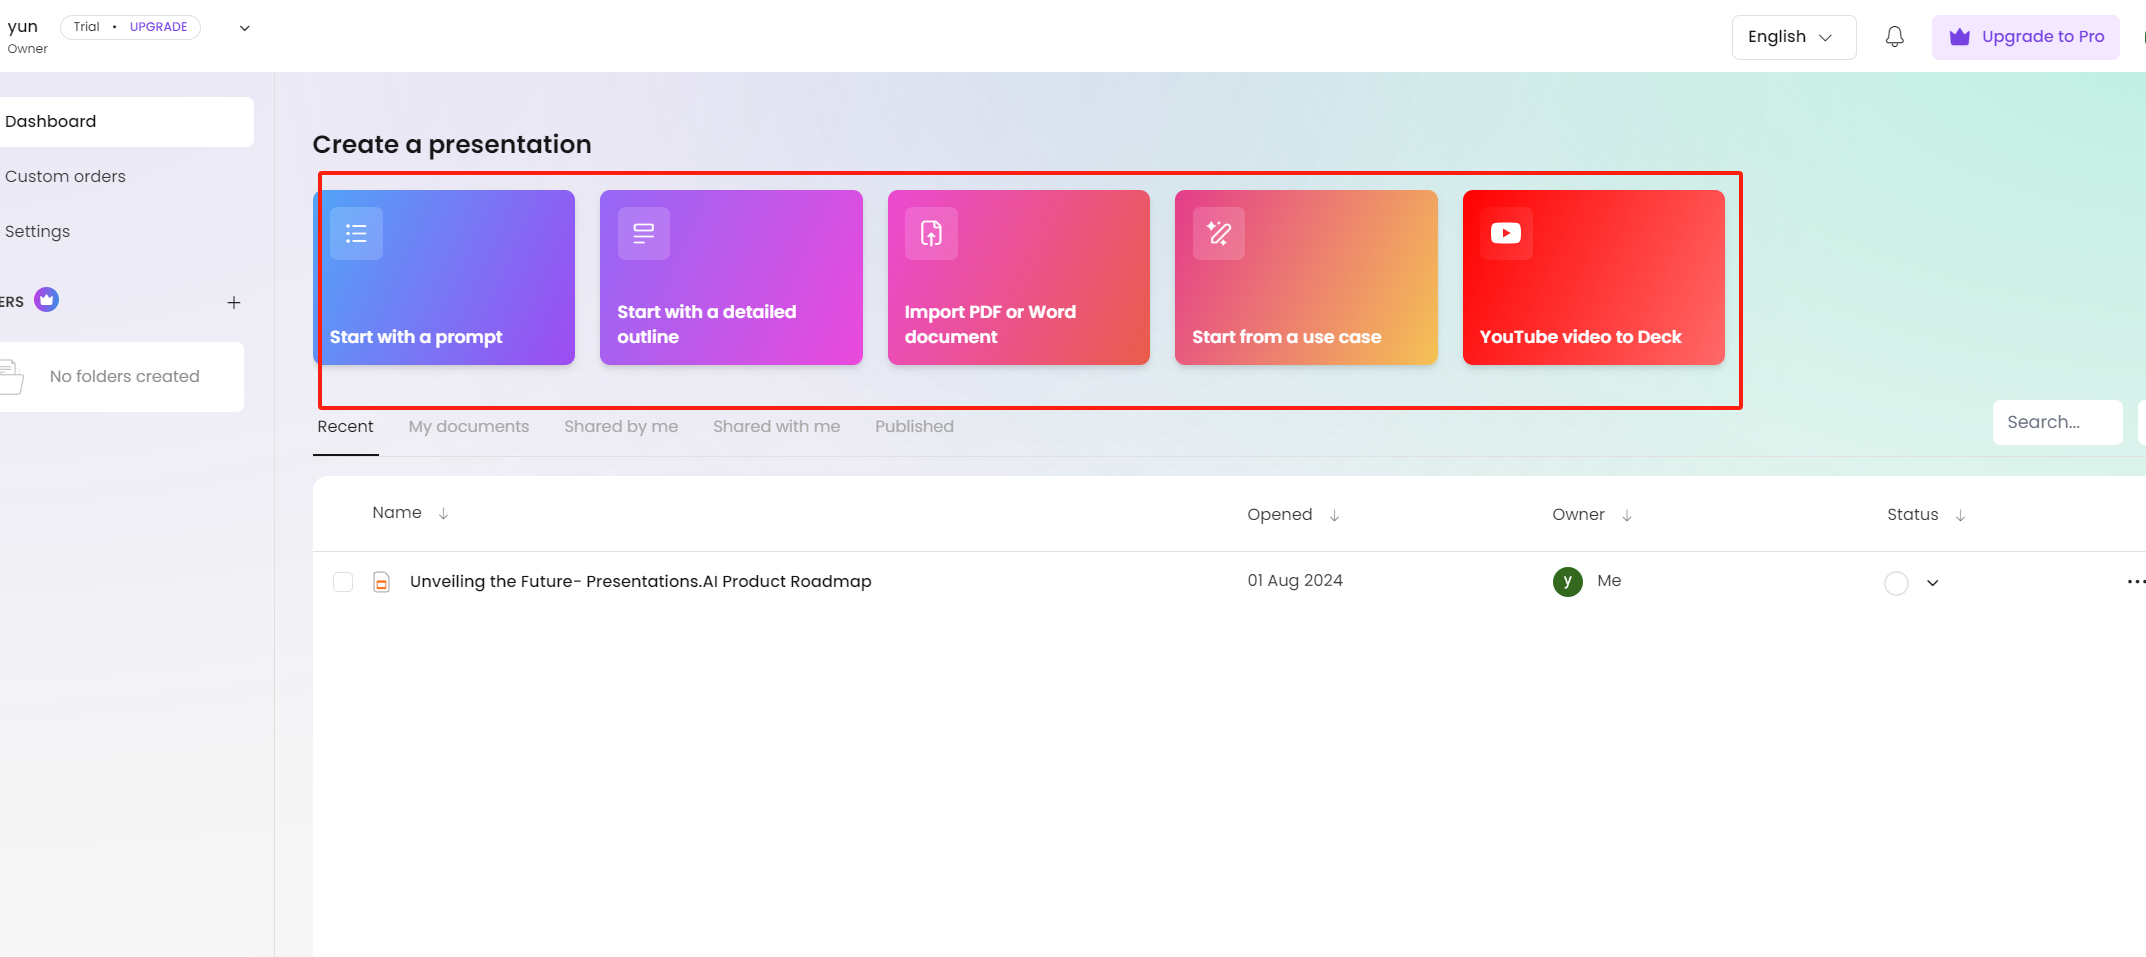 yun
Trial • UPGRADE
Owner
English
Upgrade to Pro
Dashboard
Custom orders
Settings
ERS
No folders created
Create a presentation
Start with a prompt
Start with a detailed
outline
Import PDF or Word
document
Start from a use case
YouTube video to Deck
Recent My documents Shared by me Shared with me Published
Search...
Name Opened Owner Status
Unveiling the Future- Presentations.AI Product Roadmap 01 Aug 2024 y Me